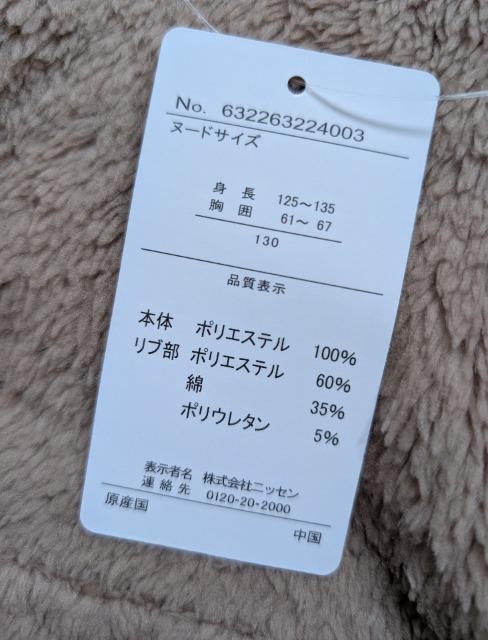 No. 632263224003
ヌードサイズ
身長 125〜135
胸囲 61〜 67
130
品質表示
本体 ポリエステル 100%
リブ部 ポリエステル 60%
綿 35%
ポリウレタン 5%
表示者名 株式会社ニッセン
連絡先 0120-20-2000
原産国 中国